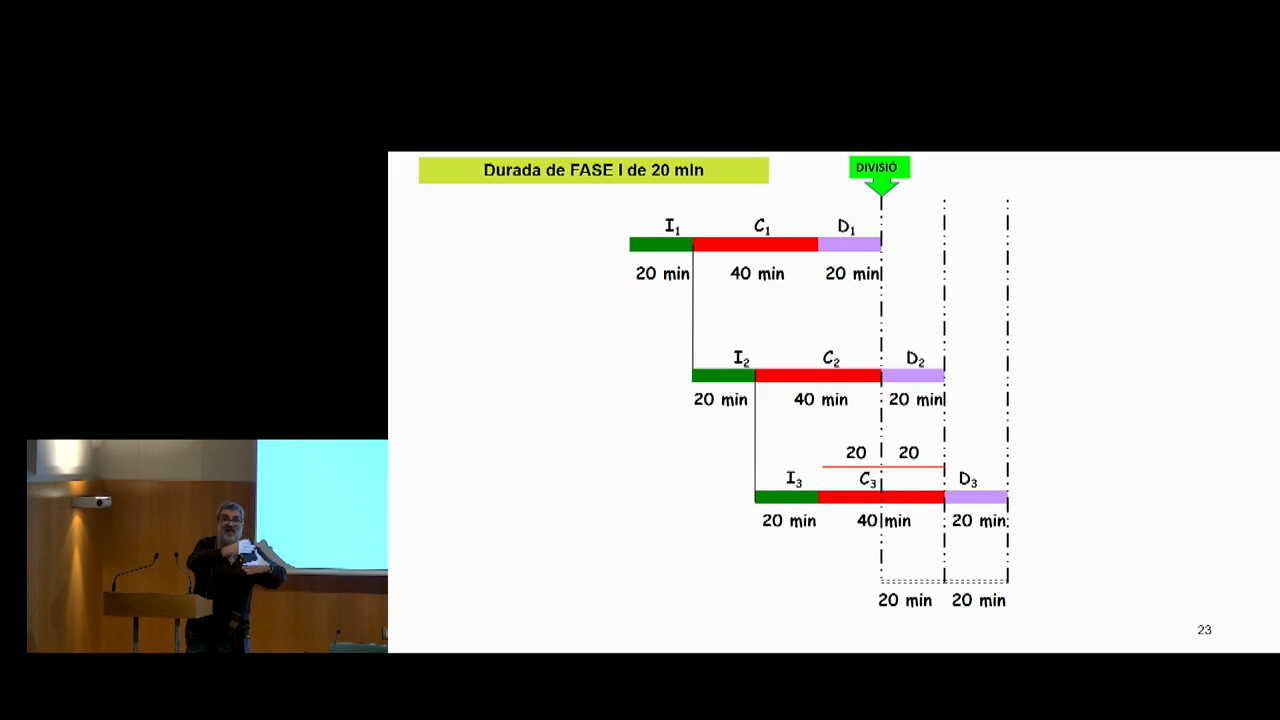 Durada de FASE I de 20 min
DIVISIÓ
I₁ C₁ D₁
20 min 40 min 20 min
I₂ C₂ D₂
20 min 40 min 20 min
20 20
I₃ C₃ D₃
20 min 40 min 20 min
20 min 20 min
23